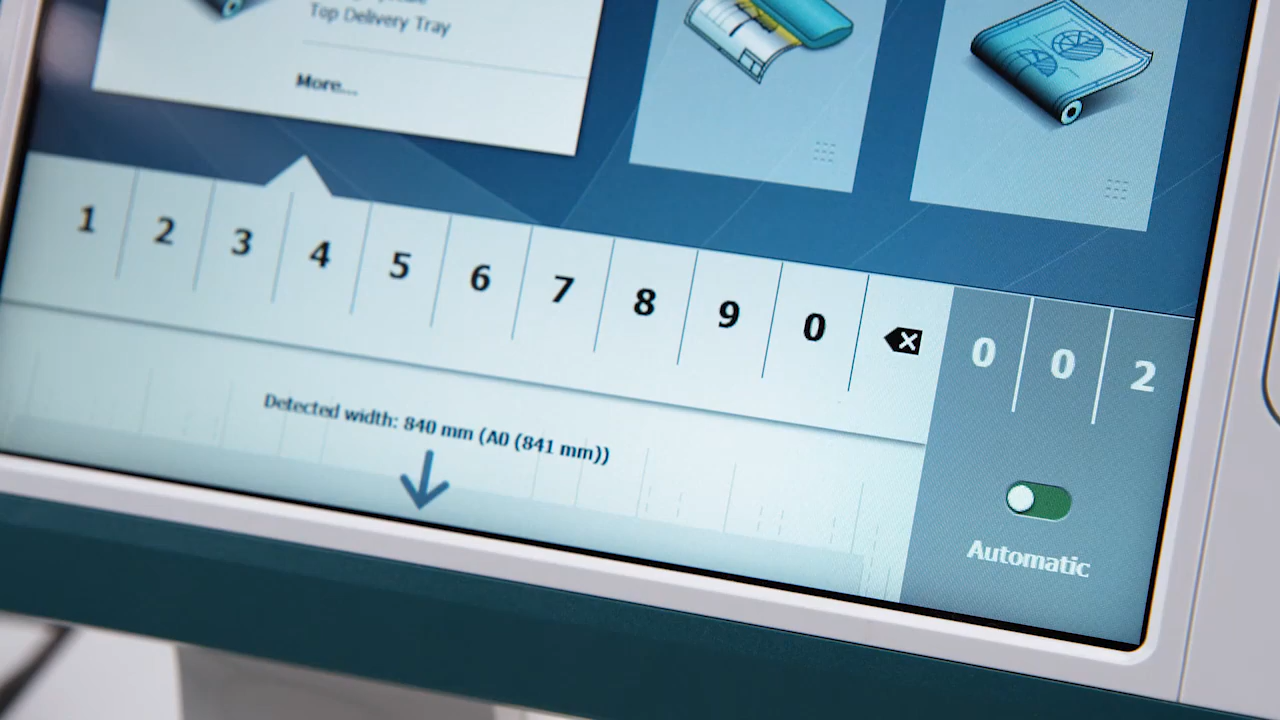 Top Delivery Tray
More...
1 2 3 4 5 6 7 8 9 0
0 0 2
Detected width: 840 mm (A0 (841 mm))
Automatic